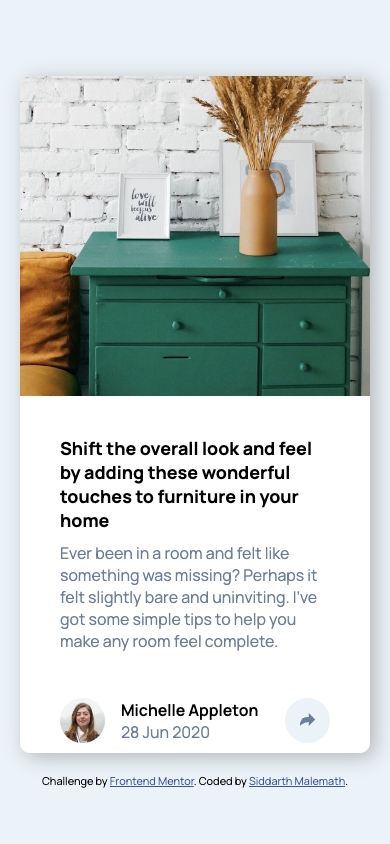 love
will
keep us
alive
Shift the overall look and feel
by adding these wonderful
touches to furniture in your
home
Ever been in a room and felt like
something was missing? Perhaps it
felt slightly bare and uninviting. I've
got some simple tips to help you
make any room feel complete.
Michelle Appleton
28 Jun 2020
Challenge by Frontend Mentor. Coded by Siddarth Malemath.